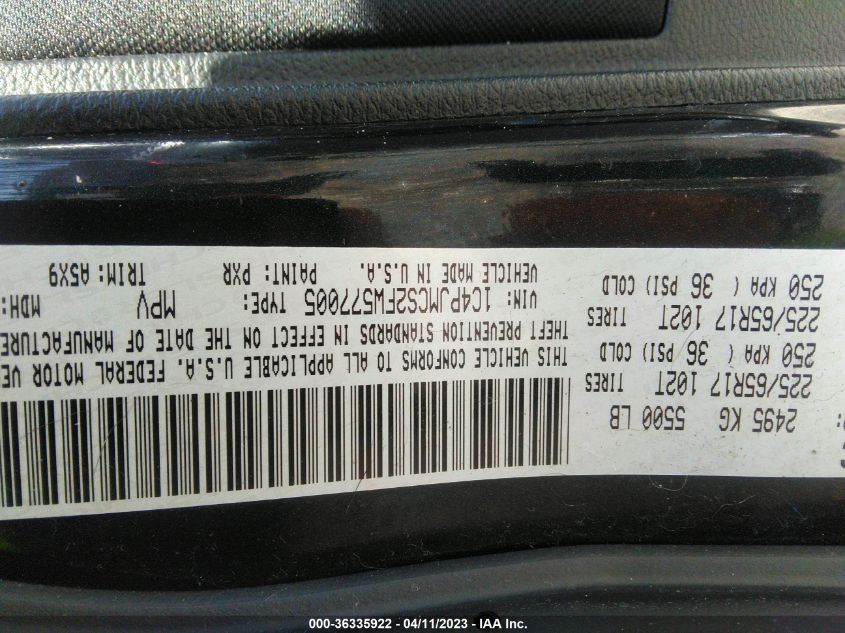 2495 KG 5500 LB
225/65R17 102T TIRES
250 KPA ( 36 PSI) COLD
225/65R17 102T TIRES
250 KPA ( 36 PSI) COLD
THIS VEHICLE CONFORMS TO ALL APPLICABLE U.S.A. FEDERAL MOTOR VE
THEFT PREVENTION STANDARDS IN EFFECT ON THE DATE OF MANUFACTURE
VIN: 1C4PJMCS2FW577005 TYPE: MPV MDH:
VEHICLE MADE IN U.S.A. PAINT: PXR TRIM: A5X9
000-36335922 - 04/11/2023 - IAA Inc.